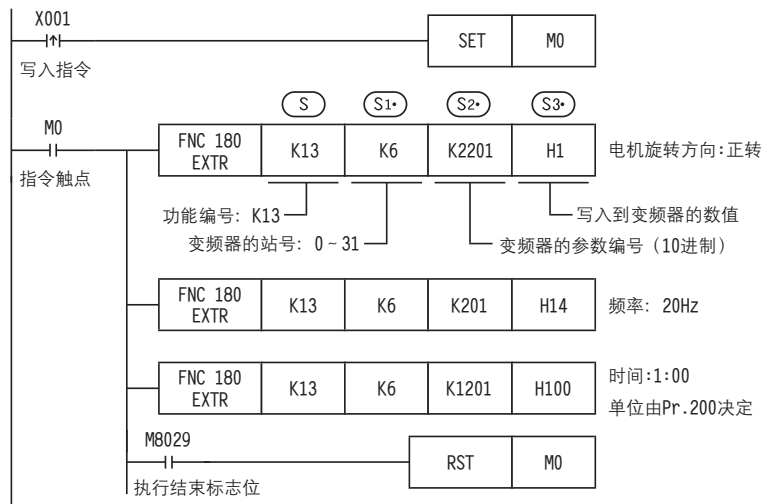 X001
SET M0
写入指令
S S1• S2• S3•
M0
FNC 180
EXTR
K13 K6 K2201 H1 电机旋转方向:正转
指令触点
功能编号: K13 写入到变频器的数值
变频器的站号: 0~31 变频器的参数编号（10进制）
FNC 180
EXTR
K13 K6 K201 H14 频率: 20Hz
FNC 180
EXTR
K13 K6 K1201 H100
时间:1:00
单位由Pr.200决定
M8029
RST M0
执行结束标志位